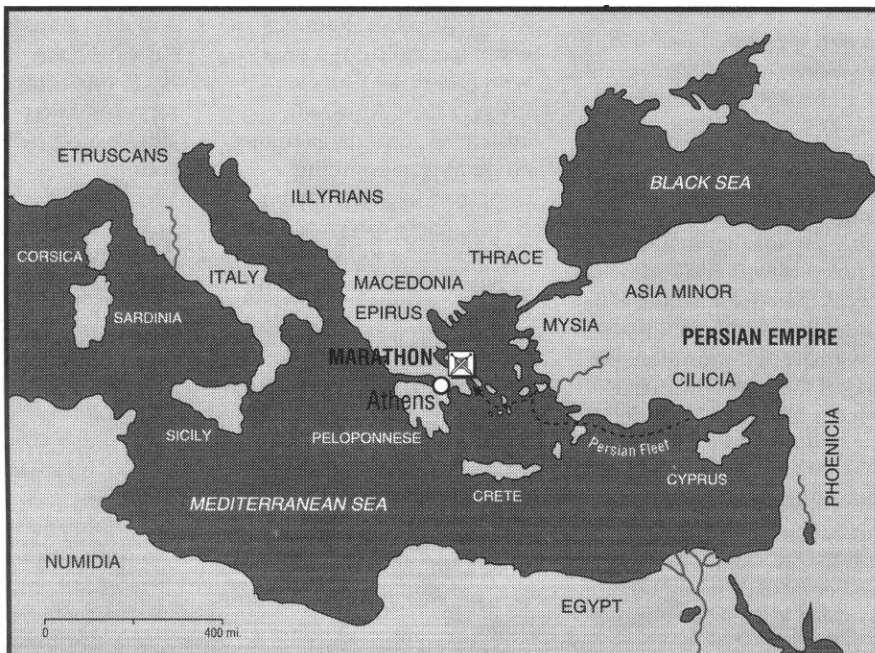 ETRUSCANS
ILLYRIANS
BLACK SEA
CORSICA
ITALY
THRACE
MACEDONIA
EPIRUS
ASIA MINOR
SARDINIA
MYSIA
PERSIAN EMPIRE
MARATHON
CILICIA
Athens
SICILY
PELOPONNESE
Persian Fleet
CYPRUS
PHOENICIA
CRETE
MEDITERRANEAN SEA
NUMIDIA
EGYPT
0 400 mi.